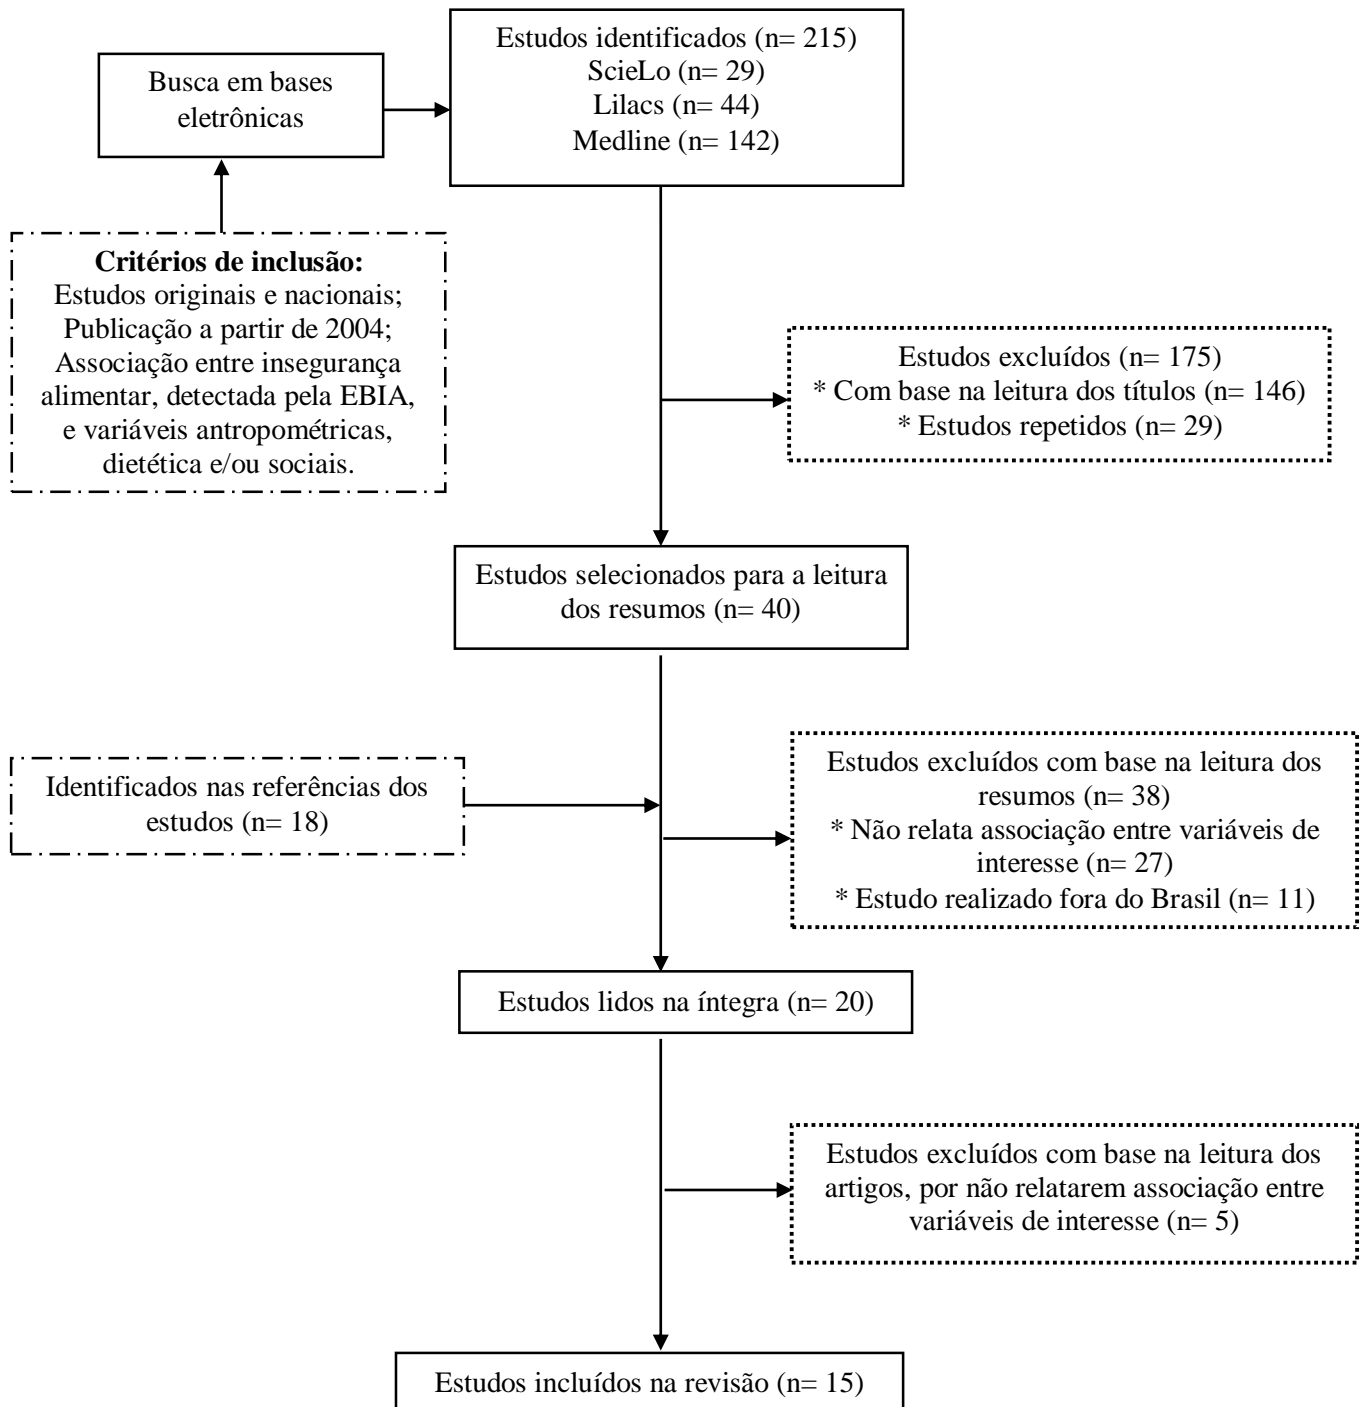 Estudos identificados (n= 215)
ScieLo (n= 29)
Lilacs (n= 44)
Medline (n= 142)
Busca em bases
eletrônicas
Critérios de inclusão:
Estudos originais e nacionais;
Publicação a partir de 2004;
Associação entre insegurança
alimentar, detectada pela EBIA,
e variáveis antropométricas,
dietética e/ou sociais.
Estudos excluídos (n= 175)
* Com base na leitura dos títulos (n= 146)
* Estudos repetidos (n= 29)
Estudos selecionados para a leitura
dos resumos (n= 40)
Identificados nas referências dos
estudos (n= 18)
Estudos excluídos com base na leitura dos
resumos (n= 38)
* Não relata associação entre variáveis de
interesse (n= 27)
* Estudo realizado fora do Brasil (n= 11)
Estudos lidos na íntegra (n= 20)
Estudos excluídos com base na leitura dos
artigos, por não relatarem associação entre
variáveis de interesse (n= 5)
Estudos incluídos na revisão (n= 15)